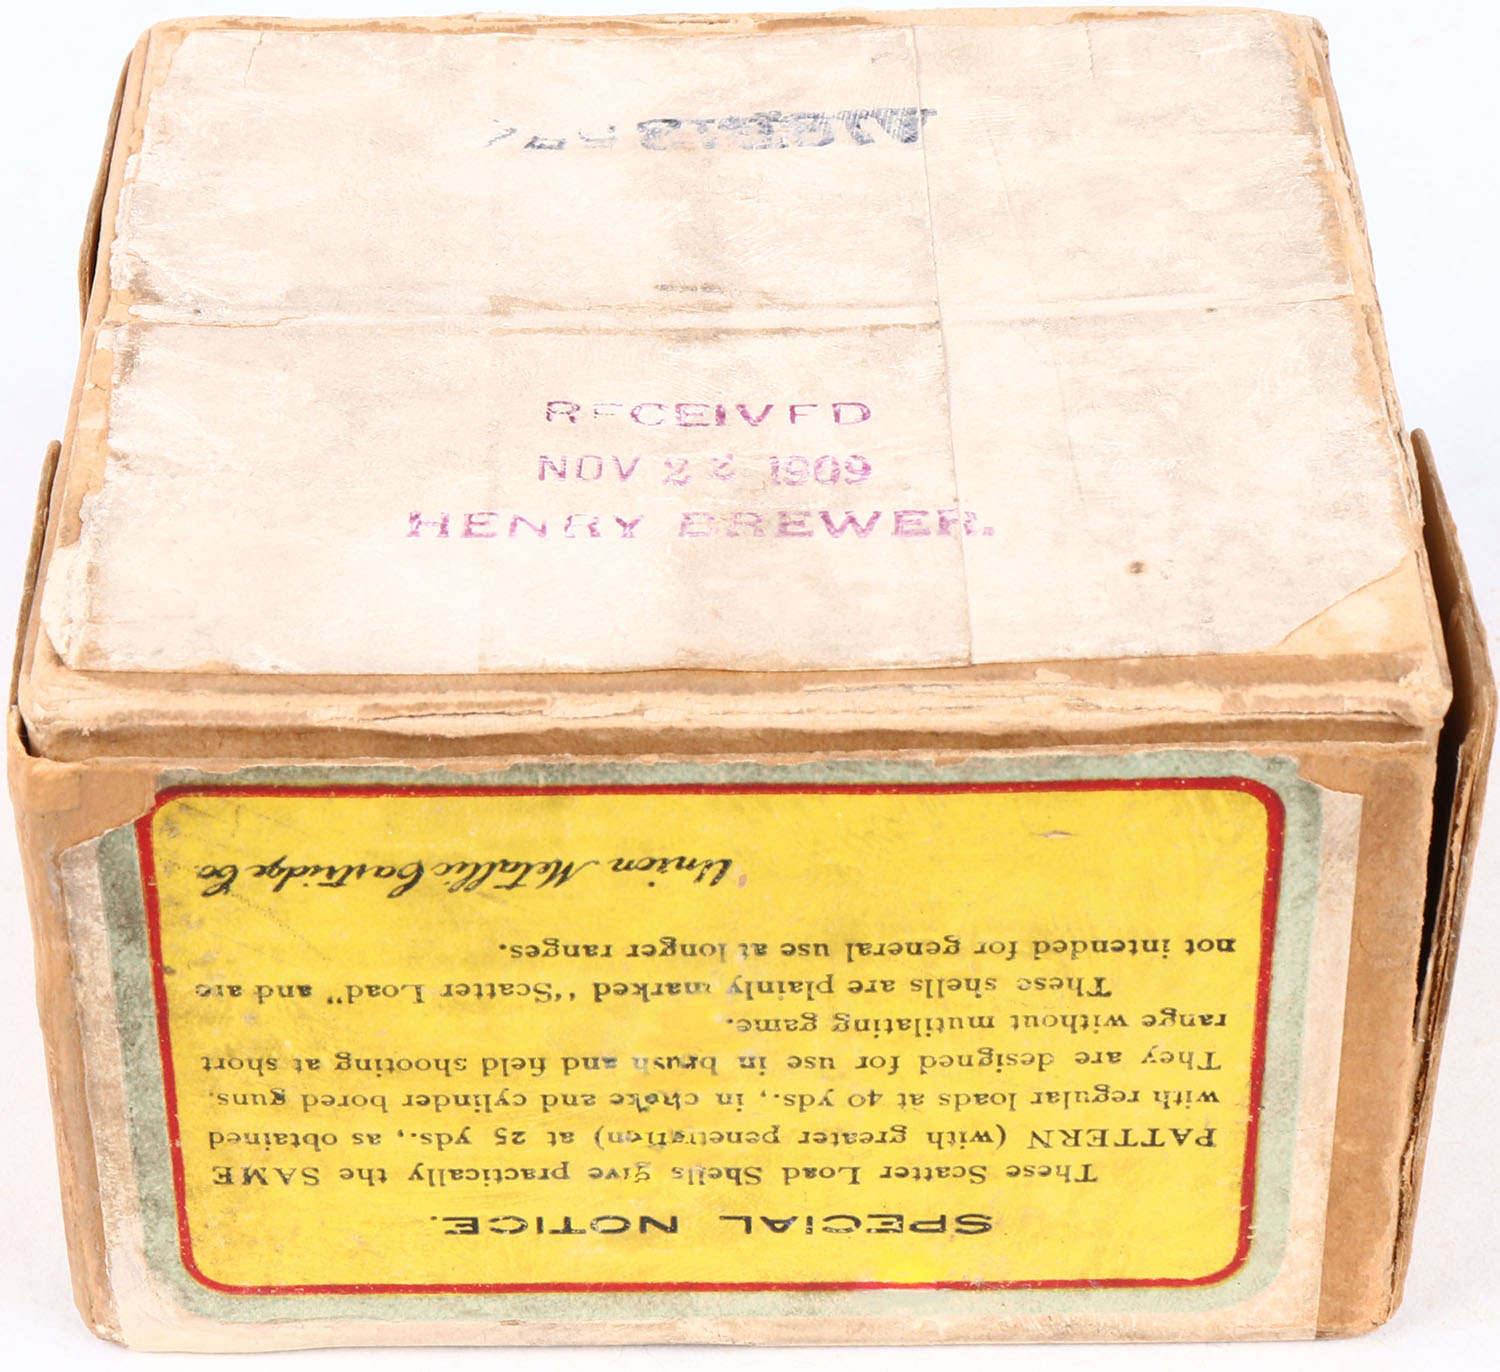 RECEIVED
NOV 22 1909
HENRY BREWER.
SPECIAL NOTICE.
These Scatter Load Shells give practically the SAME
PATTERN (with greater penetration) at 25 yds., as obtained
with regular loads at 40 yds., in choke and cylinder bored guns.
They are designed for use in brush and field shooting at short
range without mutilating game.
These shells are plainly marked "Scatter Load" and are
not intended for general use at longer ranges.
Union Metallic Cartridge Co.